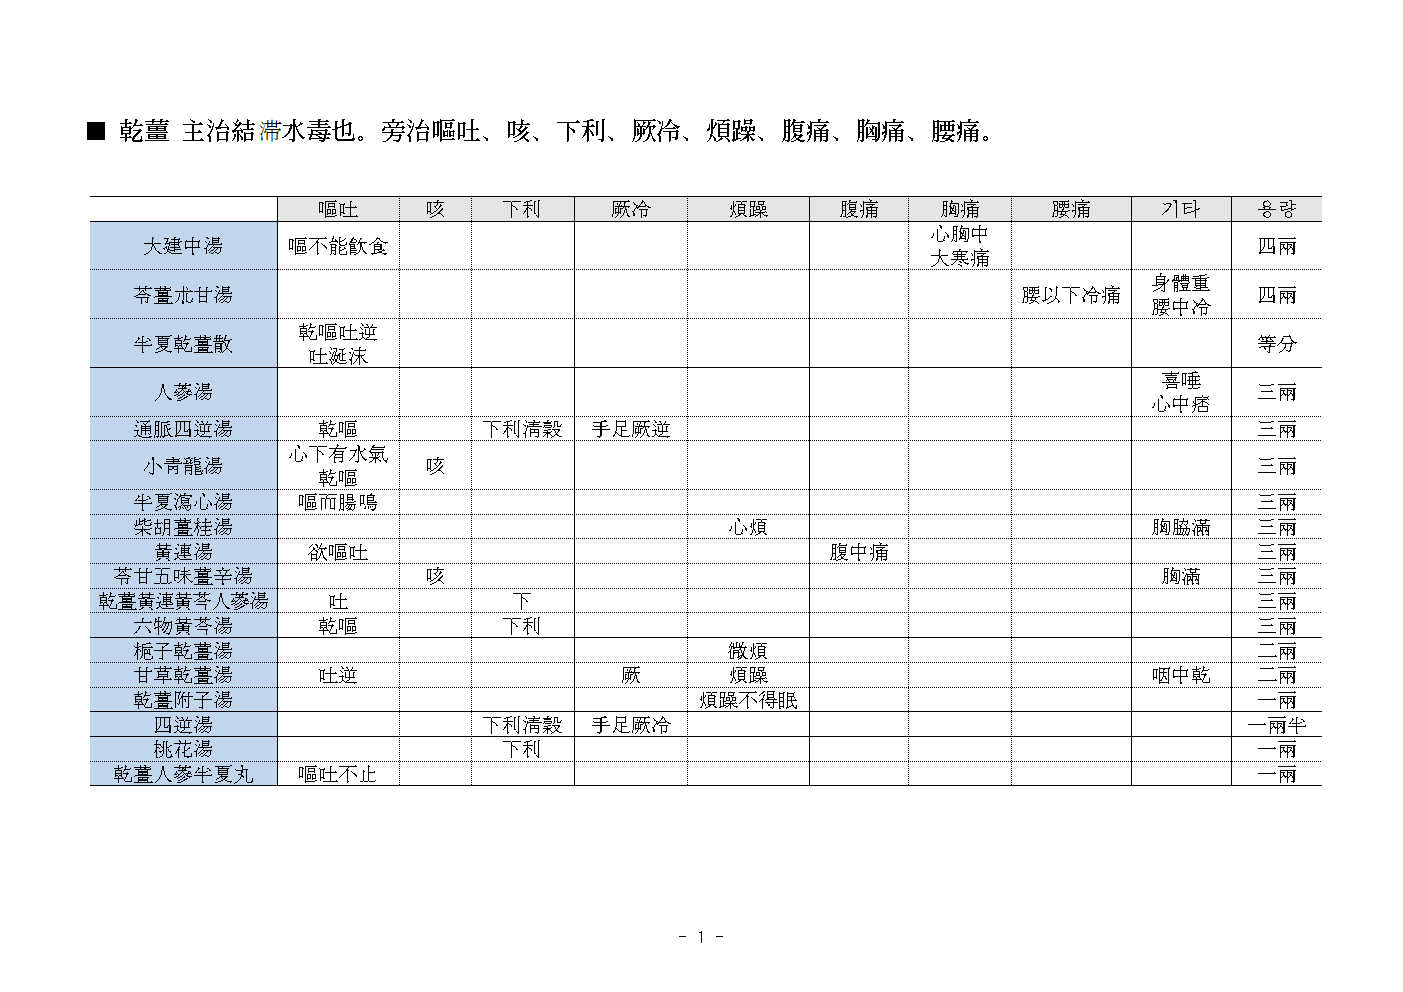 ■ 乾薑 主治結滯水毒也。旁治嘔吐、咳、下利、厥冷、煩躁、腹痛、胸痛、腰痛。
嘔吐 咳 下利 厥冷 煩躁 腹痛 胸痛 腰痛 기타 용량
大建中湯 嘔不能飮食 心胸中 大寒痛 四兩
苓薑朮甘湯 腰以下冷痛 身體重 腰中冷 四兩
半夏乾薑散 乾嘔吐逆 吐涎沫 等分
人蔘湯 喜唾 心中痞 三兩
通脈四逆湯 乾嘔 下利淸穀 手足厥逆 三兩
小靑龍湯 心下有水氣 乾嘔 咳 三兩
半夏瀉心湯 嘔而腸鳴 三兩
柴胡薑桂湯 心煩 胸脇滿 三兩
黃連湯 欲嘔吐 腹中痛 三兩
苓甘五味薑辛湯 咳 胸滿 三兩
乾薑黃連黃芩人蔘湯 吐 下 三兩
六物黃芩湯 乾嘔 下利 三兩
梔子乾薑湯 微煩 二兩
甘草乾薑湯 吐逆 厥 煩躁 咽中乾 二兩
乾薑附子湯 煩躁不得眠 一兩
四逆湯 下利淸穀 手足厥冷 一兩半
桃花湯 下利 一兩
乾薑人蔘半夏丸 嘔吐不止 一兩
- 1 -